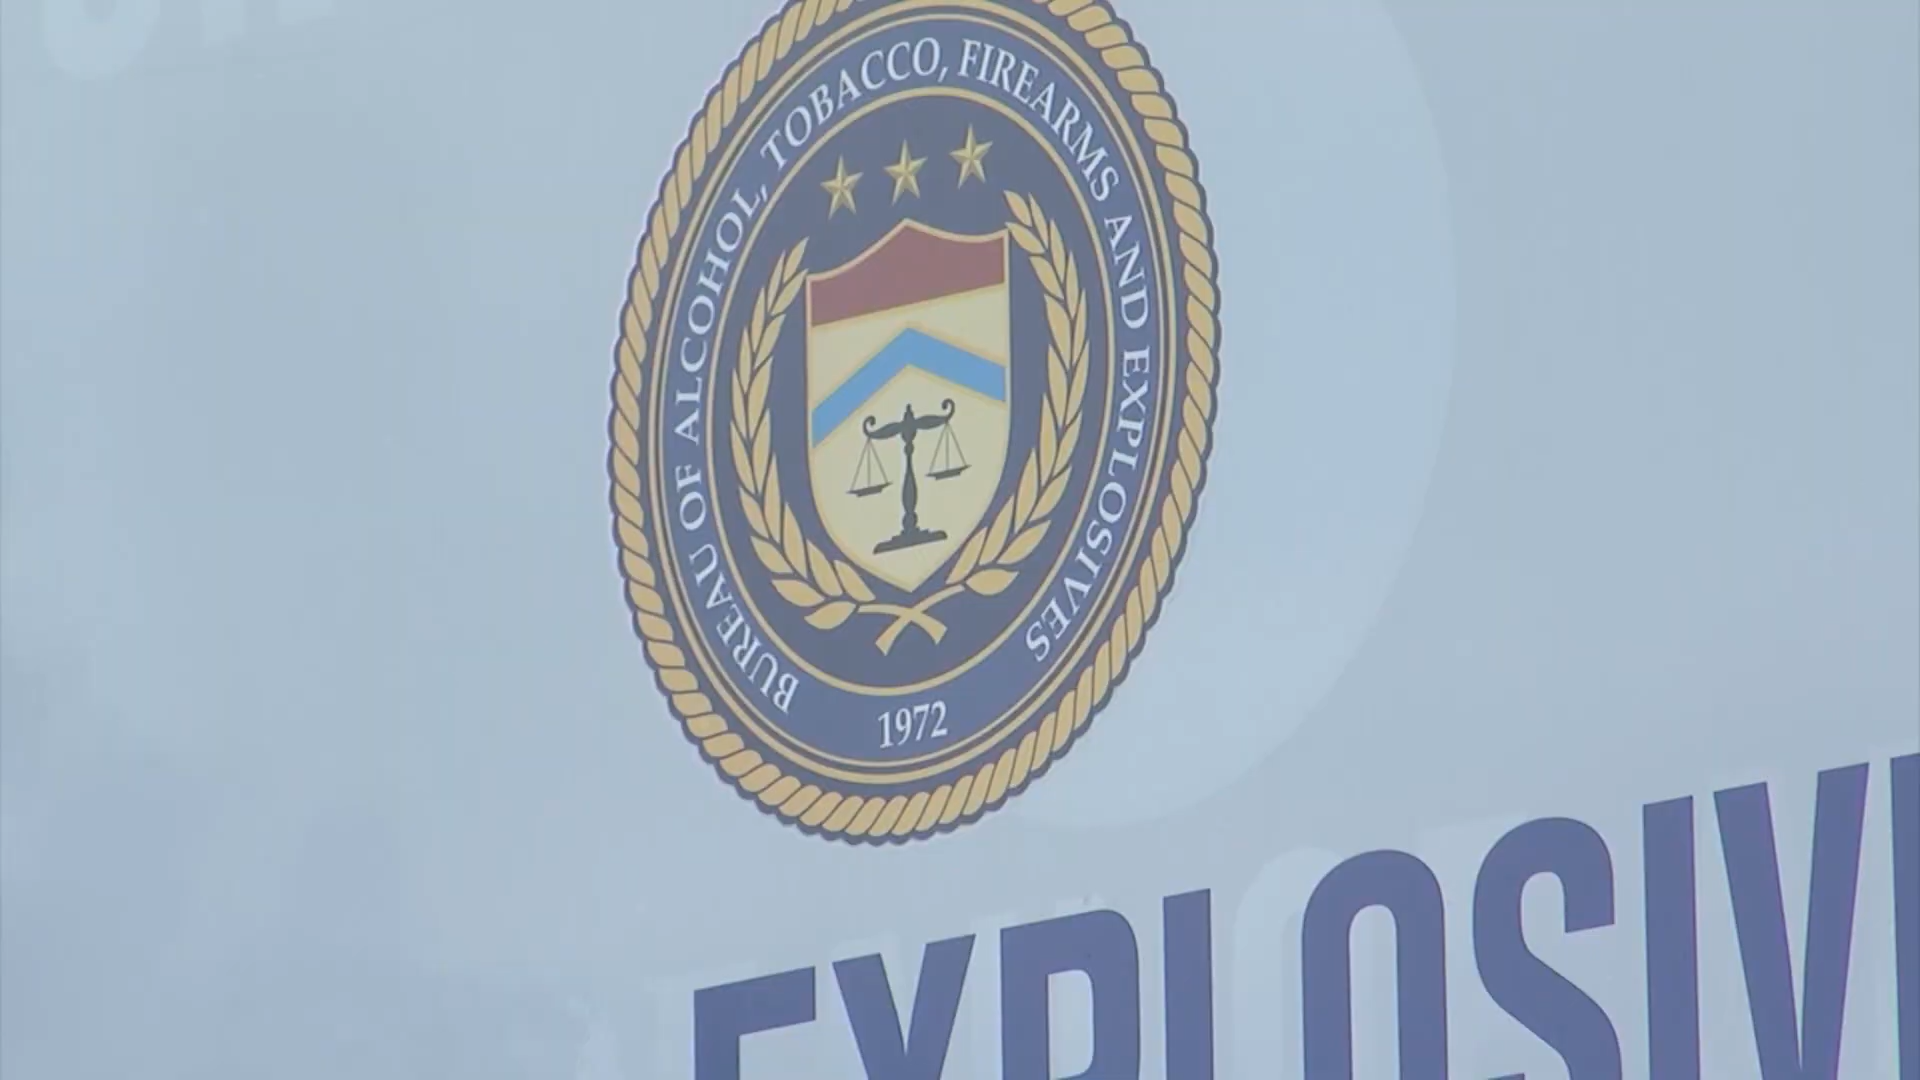 BUREAU OF ALCOHOL, TOBACCO, FIREARMS AND EXPLOSIVES
1972
EXPLOSIV